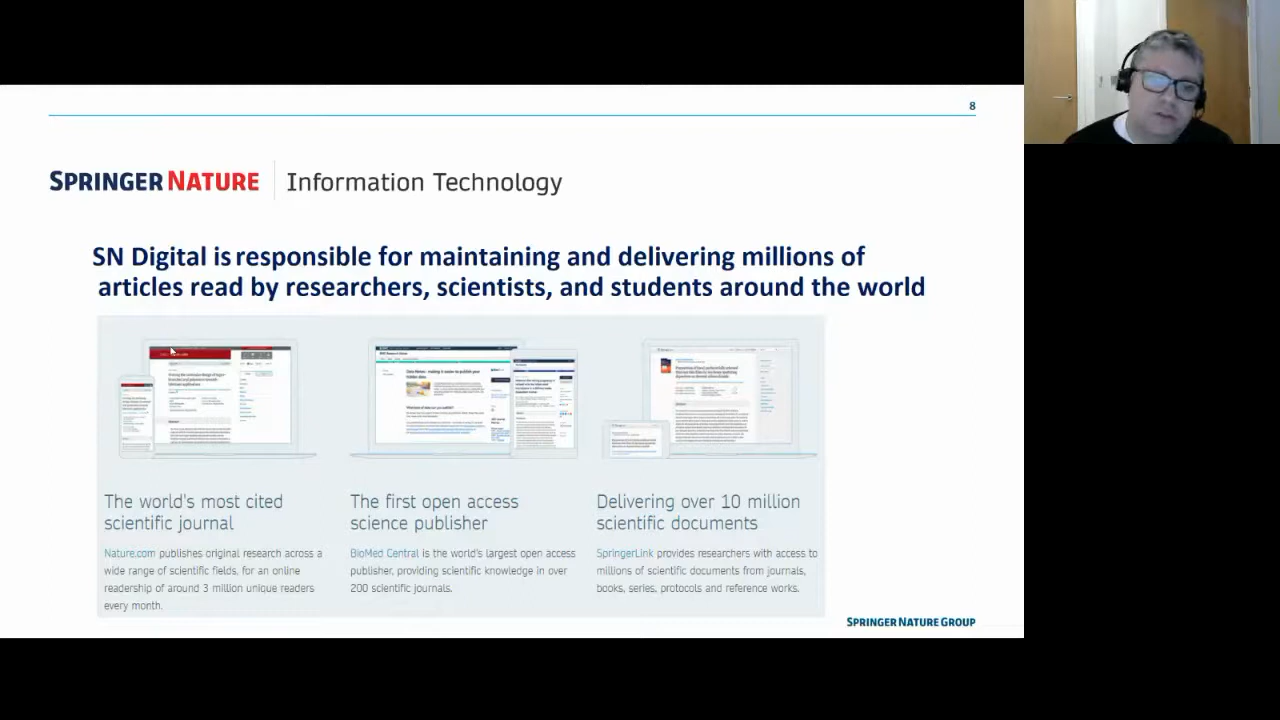 8
SPRINGER NATURE | Information Technology
SN Digital is responsible for maintaining and delivering millions of
articles read by researchers, scientists, and students around the world
The world's most cited
scientific journal
Nature.com publishes original research across a
wide range of scientific fields, for an online
readership of around 3 million unique readers
every month.
The first open access
science publisher
BioMed Central is the world's largest open access
publisher, providing scientific knowledge in over
200 scientific journals.
Delivering over 10 million
scientific documents
SpringerLink provides researchers with access to
millions of scientific documents from journals,
books, series, protocols and reference works.
SPRINGER NATURE GROUP